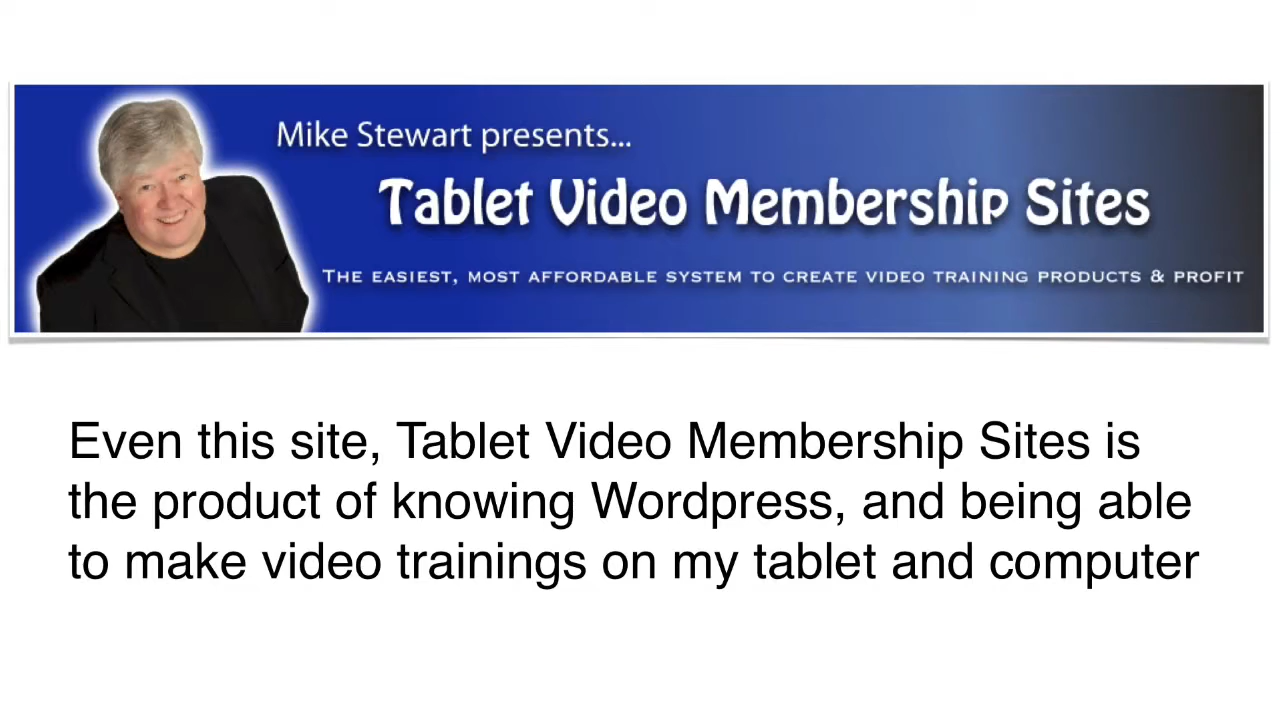 Mike Stewart presents...
Tablet Video Membership Sites
The easiest, most affordable system to create video training products & profit
Even this site, Tablet Video Membership Sites is
the product of knowing Wordpress, and being able
to make video trainings on my tablet and computer